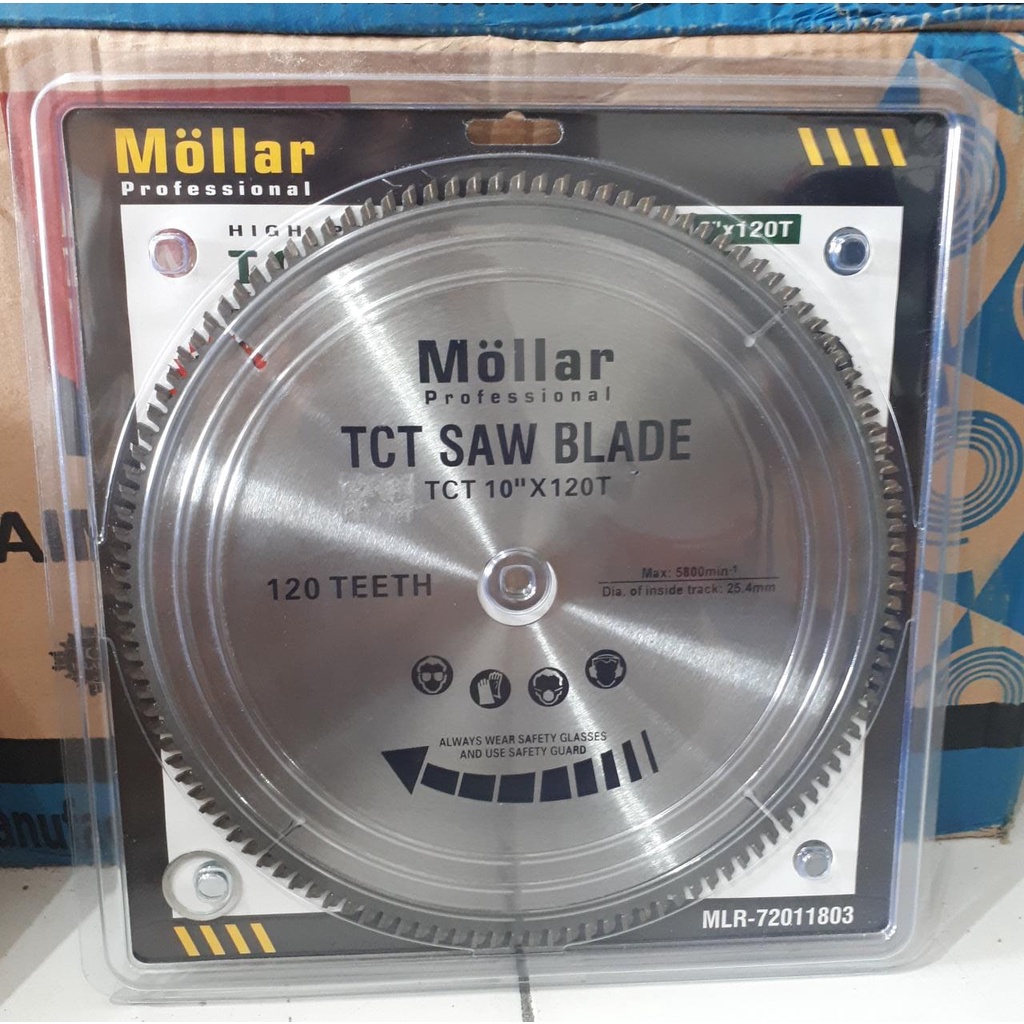 Möllar
Professional
HIGH
"x120T
Möllar
Professional
TCT SAW BLADE
TCT 10"X120T
120 TEETH
Max: 5800min⁻¹
Dia. of inside track: 25.4mm
ALWAYS WEAR SAFETY GLASSES
AND USE SAFETY GUARD
MLR-72011803